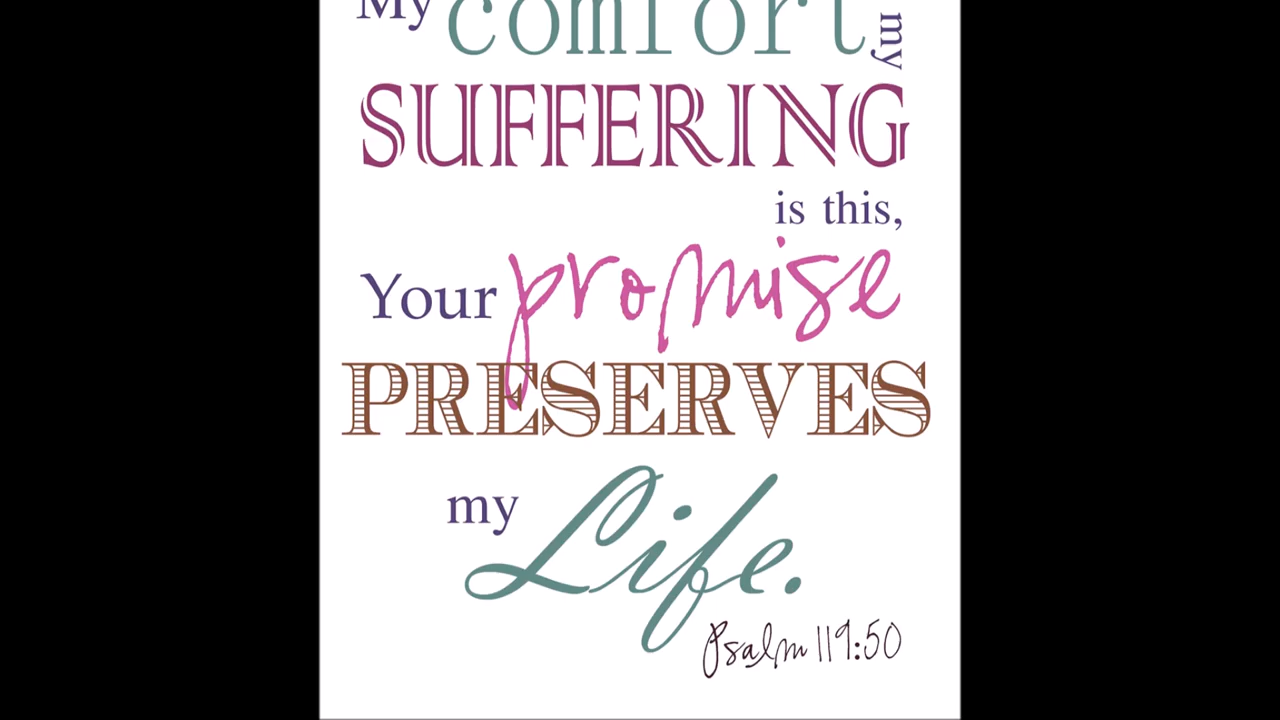 My comfort my
SUFFERING
is this,
Your promise
PRESERVES
my Life.
Psalm 119:50